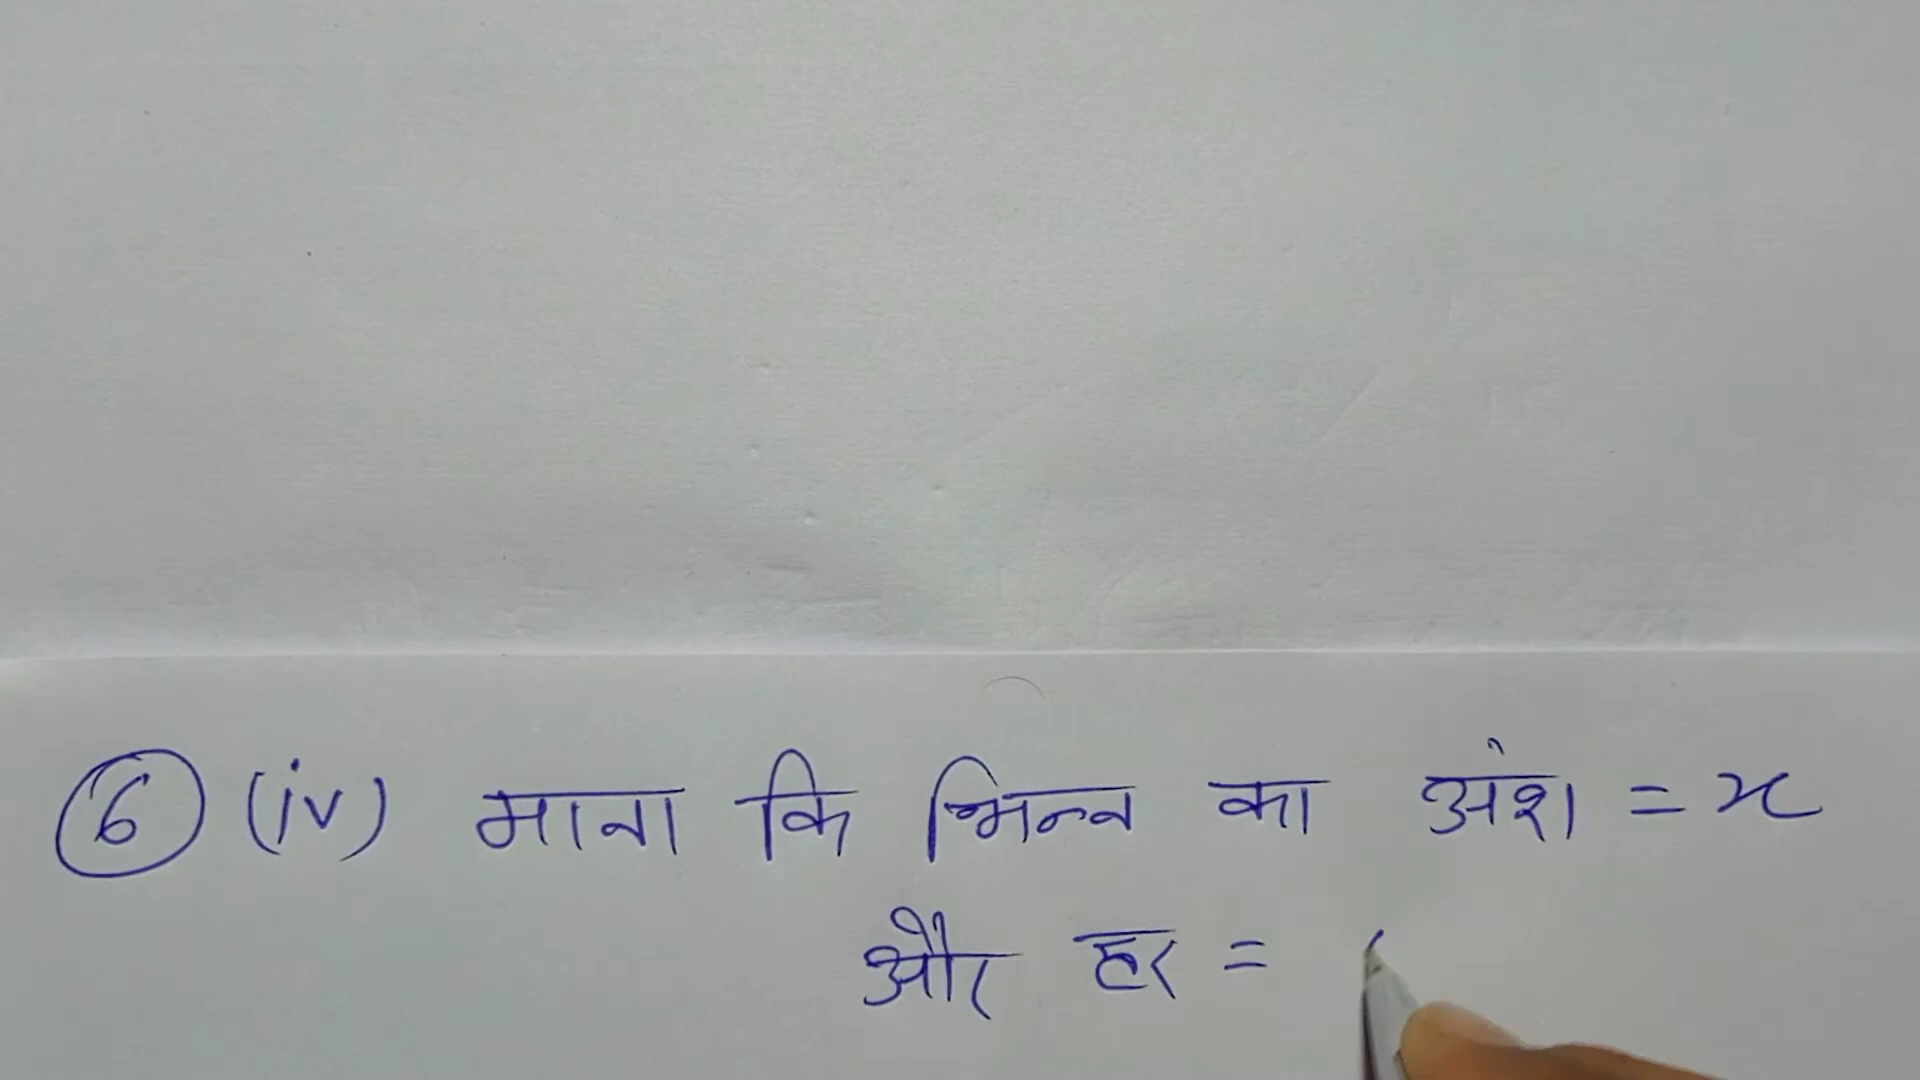 6 (iv) माना कि भिन्न का अंश = x
और हर =